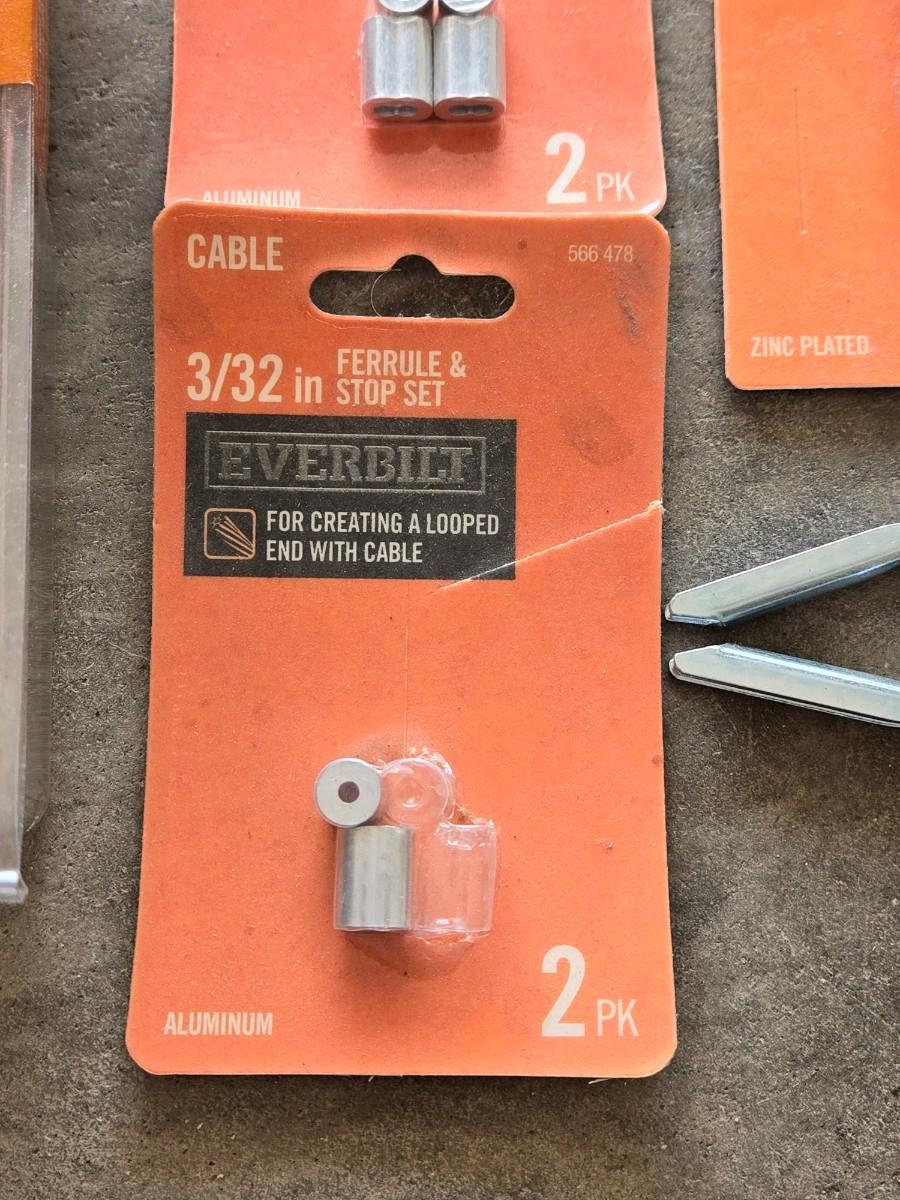 2 PK
ALUMINUM
CABLE
566 478
3/32 in
FERRULE &
STOP SET
EVERBILT
FOR CREATING A LOOPED
END WITH CABLE
ALUMINUM
2 PK
ZINC PLATED